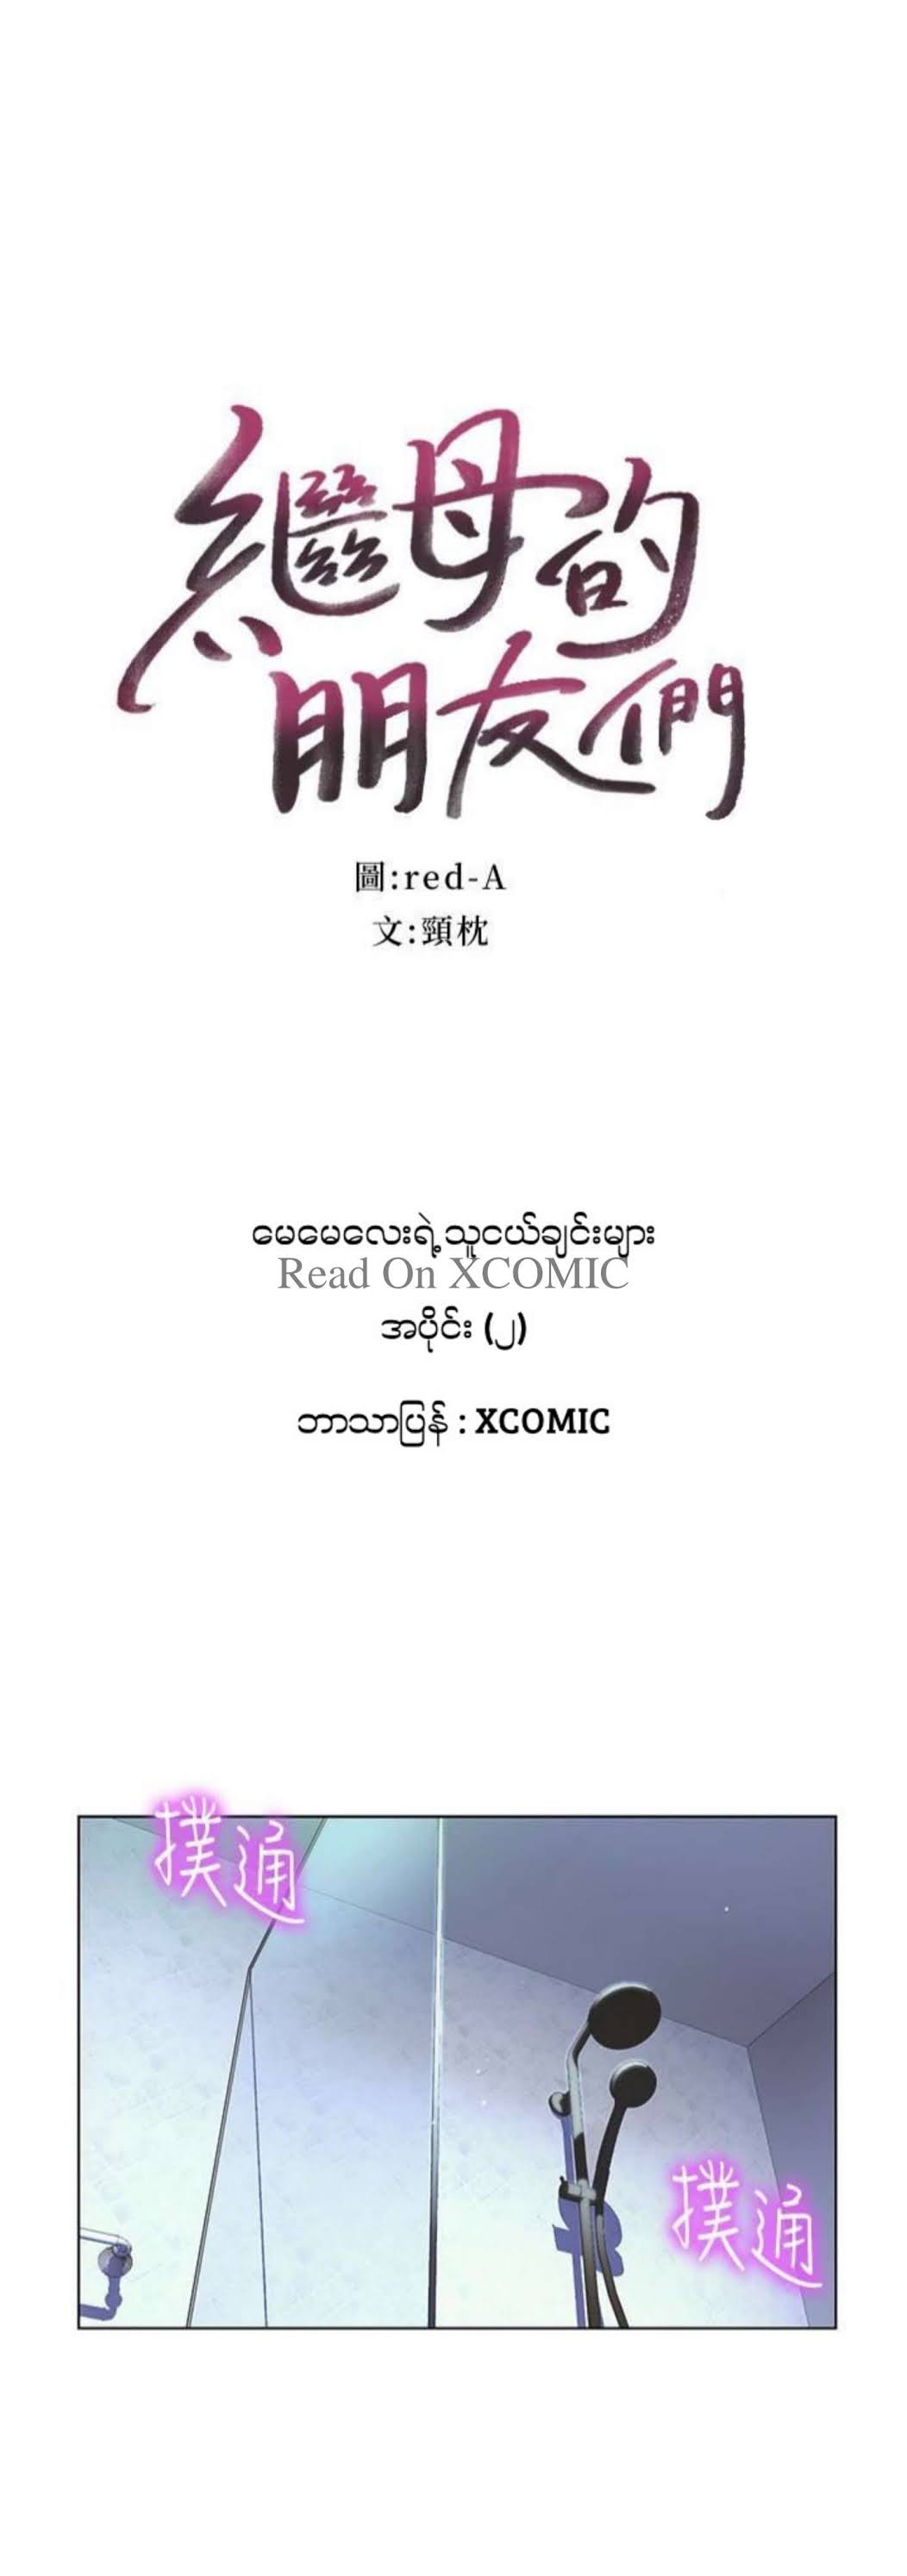 繼母的
朋友們
圖:red-A
文:頸枕
မေမေလေးရဲ့သူငယ်ချင်းများ
Read On XCOMIC
အပိုင်း (၂)
ဘာသာပြန် : XCOMIC
撲通
撲通